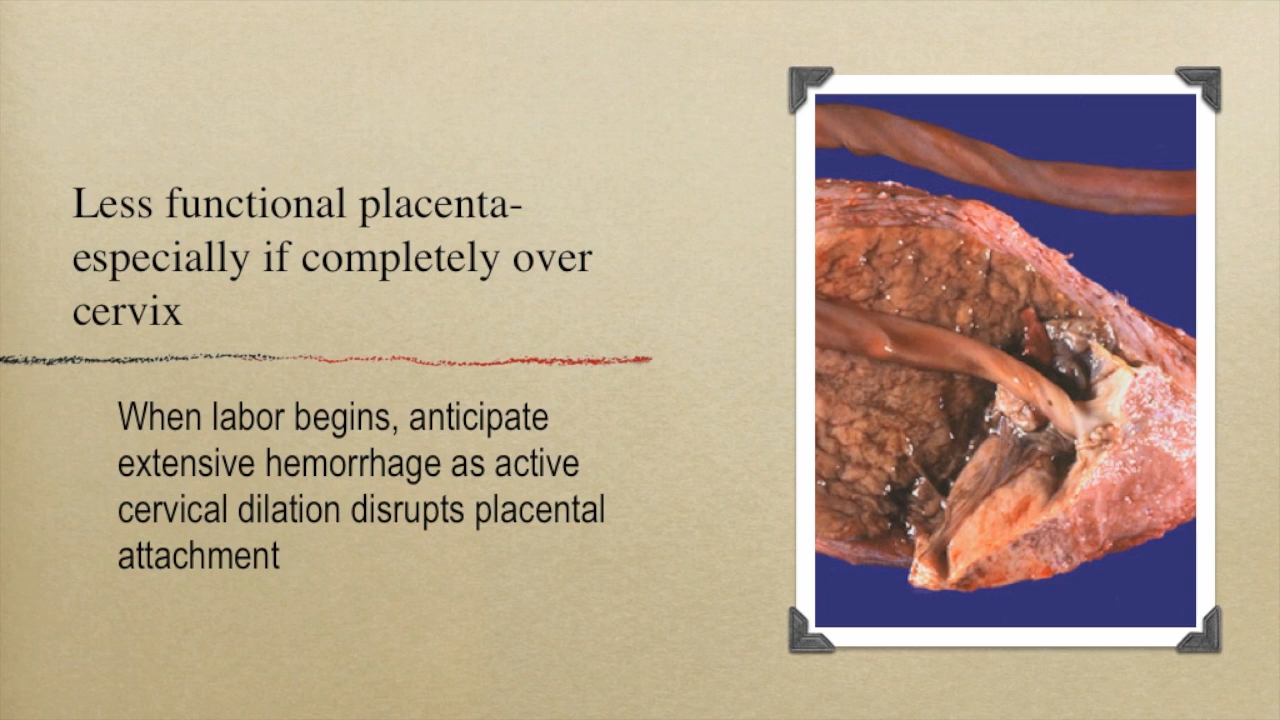 Less functional placenta-
especially if completely over
cervix
When labor begins, anticipate
extensive hemorrhage as active
cervical dilation disrupts placental
attachment